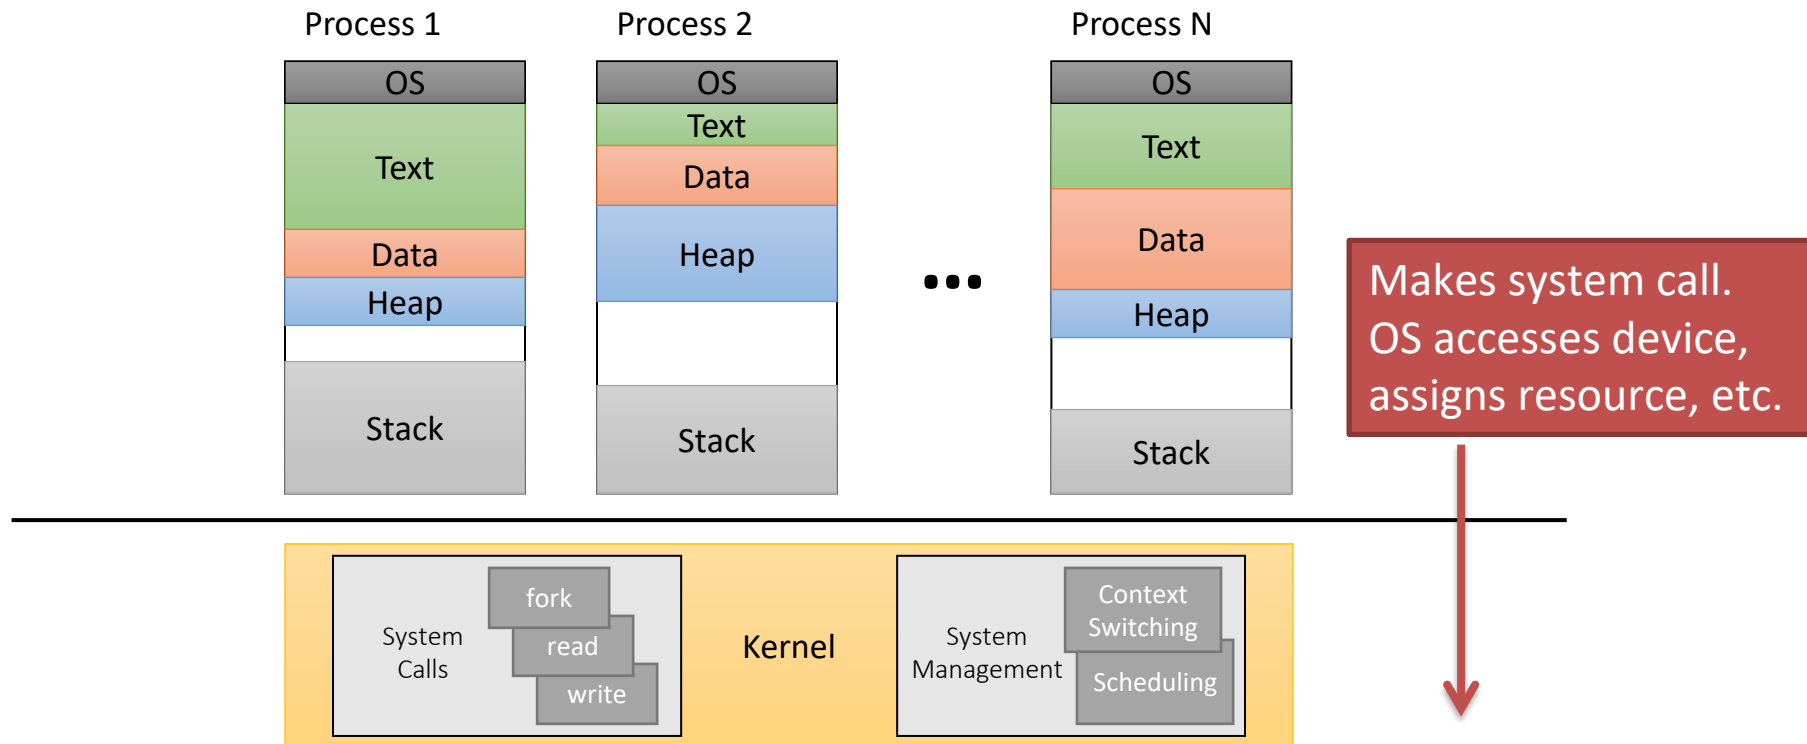 Process 1
Process 2
Process N
OS
Text
Data
Heap
Stack
OS
Text
Data
Heap
Stack
...
OS
Text
Data
Heap
Stack
Makes system call.
OS accesses device,
assigns resource, etc.
System
Calls
fork
read
write
Kernel
System
Management
Context
Switching
Scheduling